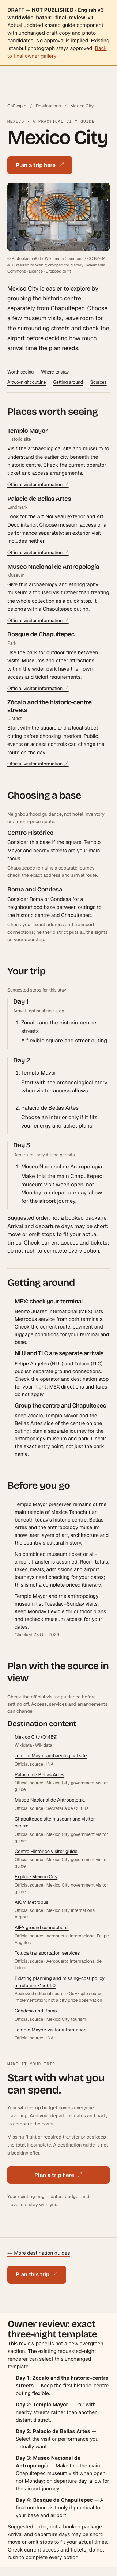 DRAFT — NOT PUBLISHED · English v3 ·
worldwide-batch1-final-review-v1
Updated actual shared guide component
with unchanged draft copy and photo
candidates. No approval is implied. Existing
published photograph stays approved. Back
to final owner gallery
GoExplo / Destinations / Mexico City
MEXICO · A PRACTICAL CITY GUIDE
Mexico City
Plan a trip here ↗
Mexico City is easier to explore by
grouping the historic centre
separately from Chapultepec. Choose
a few museum visits, leave room for
the surrounding streets and check the
airport before deciding how much
arrival time the plan needs.
Worth seeing Where to stay
A two-night outline Getting around Sources
Places worth seeing
Templo Mayor
Historic site
Visit the archaeological site and museum to
understand the earlier city beneath the
historic centre. Check the current operator
ticket and access arrangements.
Official visitor information ↗
Palacio de Bellas Artes
Landmark
Look for the Art Nouveau exterior and Art
Deco interior. Choose museum access or a
performance separately; an exterior visit
includes neither.
Official visitor information ↗
Museo Nacional de Antropología
Museum
Give the archaeology and ethnography
museum a focused visit rather than treating
the whole collection as a quick stop. It
belongs with a Chapultepec outing.
Official visitor information ↗
Bosque de Chapultepec
Park
Use the park for outdoor time between
visits. Museums and other attractions
within the wider park have their own
access and ticket requirements.
Official visitor information ↗
Zócalo and the historic-centre
streets
District
Start with the square and a local street
outing before choosing interiors. Public
events or access controls can change the
route on the day.
Official visitor information ↗
Choosing a base
Neighbourhood guidance, not hotel inventory
or a room-price quote.
Centro Histórico
Consider this base if the square, Templo
Mayor and nearby streets are your main
focus.
Chapultepec remains a separate journey;
check the exact address and arrival route.
Roma and Condesa
Consider Roma or Condesa for a
neighbourhood base between outings to
the historic centre and Chapultepec.
Check your exact address and transport
connections; neither district puts all the sights
on your doorstep.
Your trip
Suggested stops for this stay
Day 1
Arrival · optional first stop
1. Zócalo and the historic-centre
streets
A flexible square and street outing.
Day 2
1. Templo Mayor
Start with the archaeological story
when visitor access allows.
2. Palacio de Bellas Artes
Choose an interior only if it fits
your energy and ticket plans.
Day 3
Departure · only if time permits
1. Museo Nacional de Antropología
Make this the main Chapultepec
museum visit when open, not
Monday; on departure day, allow
for the airport journey.
Suggested order, not a booked package.
Arrival and departure days may be short:
move or omit stops to fit your actual
times. Check current access and tickets; do
not rush to complete every option.
Getting around
MEX: check your terminal
Benito Juárez International (MEX) lists
Metrobús service from both terminals.
Check the current route, payment and
luggage conditions for your terminal and
base.
NLU and TLC are separate arrivals
Felipe Ángeles (NLU) and Toluca (TLC)
publish separate ground connections.
Check the operator and destination stop
for your flight; MEX directions and fares
do not apply.
Group the centre and Chapultepec
Keep Zócalo, Templo Mayor and the
Bellas Artes side of the centre in one
outing; plan a separate journey for the
anthropology museum and park. Check
the exact entry point, not just the park
name.
Before you go
Templo Mayor preserves remains of the
main temple of Mexica Tenochtitlan
beneath today's historic centre. Bellas
Artes and the anthropology museum
show later layers of the city, architecture
and country's cultural history.
No combined museum ticket or all-
in total is provided. Room totals, tickets,
taxes, meals, admissions and airport
journeys need checking for your dates;
this is not a complete priced itinerary.
Templo Mayor and the anthropology
museum list Tuesday–Sunday visits.
Keep Monday flexible for outdoor plans
and recheck museum access for your
dates.
Checked 23 Oct 2026
Plan with the source in
view
Check the official visitor guidance before
setting off. Access, services and arrangements
can change.
Destination content
Mexico City (Q1489)
Wikidata · Wikidata
Templo Mayor archaeological site
Official source · INAH
Palacio de Bellas Artes
Official source · Mexico City government visitor
guide
Museo Nacional de Antropología
Official source · Secretaría de Cultura
Chapultepec site museum and visitor
centre
Official source · Mexico City government visitor
guide
Centro Histórico visitor guide
Official source · Mexico City government visitor
guide
Explore Mexico City
Official source · Mexico City government visitor
guide
AICM Metrobús
Official source · Mexico City International
Airport
AIFA ground connections
Official source · Aeropuerto Internacional Felipe
Ángeles
Toluca transportation services
Official source · Aeropuerto Internacional de
Toluca
Condesa and Roma
Official source · Mexico City tourism
Templo Mayor: visitor information
Official source · INAH
MAKE IT YOUR TRIP
Start with what you
can spend.
Your whole-trip budget covers everyone
travelling. Add your departure, dates and party
to compare the costs.
Missing flight or required transfer prices keep
the total incomplete. A destination guide is not
a booking offer.
Plan a trip here ↗
Your existing origin, dates, budget and
travellers stay with you.
← More destination guides
Plan this trip ↗
Owner review: exact
three-night template
This review panel is not a new evergreen
section. The existing requested-night
renderer can select this unchanged
template.
Day 1: Zócalo and the historic-centre
streets — Keep the first historic-centre
outing flexible.
Day 2: Templo Mayor — Pair with
nearby streets rather than another
distant district.
Day 2: Palacio de Bellas Artes —
Select the visit or performance you
actually want.
Day 3: Museo Nacional de
Antropología — Make this the main
Chapultepec museum visit when open,
not Monday; on departure day, allow for
the airport journey.
Day 4: Bosque de Chapultepec — A
final outdoor visit only if practical for
your base and airport.
Suggested order, not a booked package.
Arrival and departure days may be short:
move or omit stops to fit your actual times.
Check current access and tickets; do not
rush to complete every option.